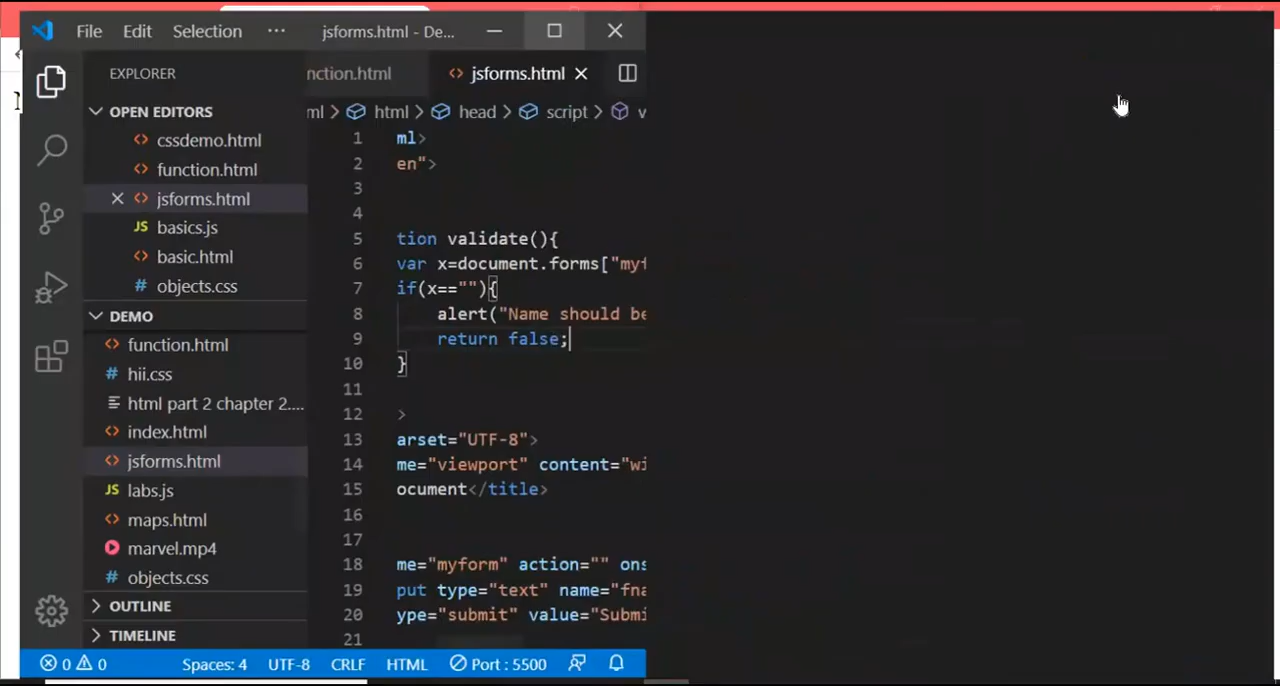 File Edit Selection ··· jsforms.html - De...
EXPLORER
nction.html
jsforms.html
OPEN EDITORS
cssdemo.html
function.html
jsforms.html
JS basics.js
basic.html
# objects.css
DEMO
function.html
# hii.css
html part 2 chapter 2....
index.html
jsforms.html
JS labs.js
maps.html
marvel.mp4
# objects.css
OUTLINE
TIMELINE
ml > html > head > script > v
1 ml>
2 en">
3
4
5 tion validate(){
6 var x=document.forms["myf
7 if(x==""){
8 alert("Name should be
9 return false;
10 }
11
12 >
13 arset="UTF-8">
14 me="viewport" content="wi
15 ocument</title>
16
17
18 me="myform" action="" ons
19 put type="text" name="fna
20 ype="submit" value="Submi
21
0 0 Spaces: 4 UTF-8 CRLF HTML Port : 5500